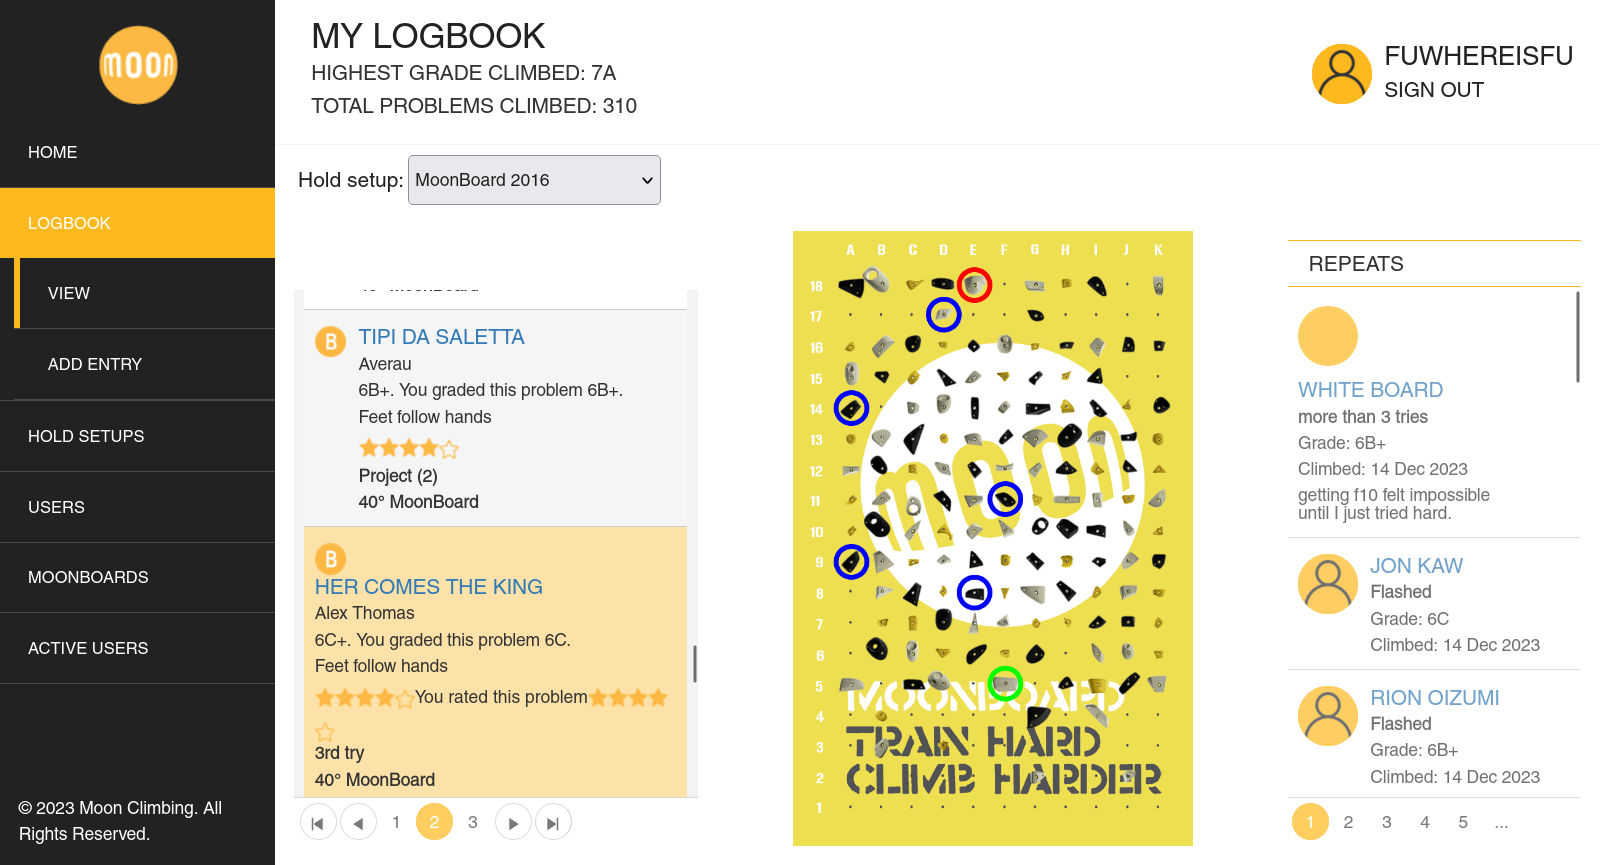 moon
HOME
LOGBOOK
VIEW
ADD ENTRY
HOLD SETUPS
USERS
MOONBOARDS
ACTIVE USERS
© 2023 Moon Climbing. All
Rights Reserved.
MY LOGBOOK
HIGHEST GRADE CLIMBED: 7A
TOTAL PROBLEMS CLIMBED: 310
FUWHEREISFU
SIGN OUT
Hold setup: MoonBoard 2016
40° MoonBoard
B
TIPI DA SALETTA
Averau
6B+. You graded this problem 6B+.
Feet follow hands
Project (2)
40° MoonBoard
B
HER COMES THE KING
Alex Thomas
6C+. You graded this problem 6C.
Feet follow hands
You rated this problem
3rd try
40° MoonBoard
1 2 3
A B C D E F G H I J K
18
17
16
15
14
13
12
11
10
9
8
7
6
5
4
3
2
1
moon
MOONBOARD
TRAIN HARD
CLIMB HARDER
REPEATS
WHITE BOARD
more than 3 tries
Grade: 6B+
Climbed: 14 Dec 2023
getting f10 felt impossible
until I just tried hard.
JON KAW
Flashed
Grade: 6C
Climbed: 14 Dec 2023
RION OIZUMI
Flashed
Grade: 6B+
Climbed: 14 Dec 2023
1 2 3 4 5 ...